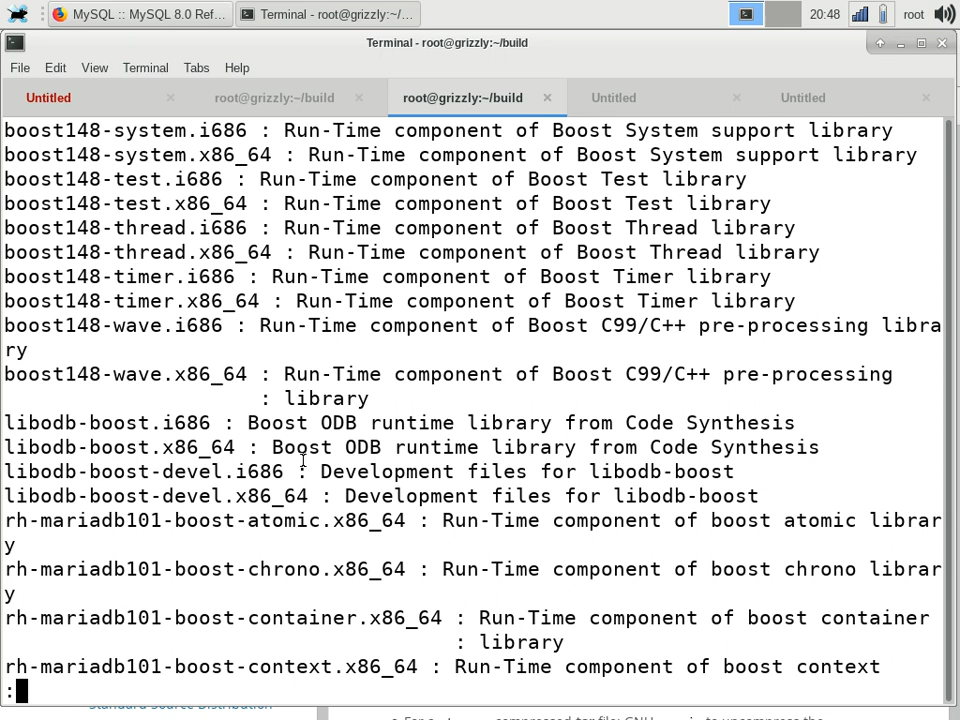 MySQL :: MySQL 8.0 Ref...
Terminal - root@grizzly:~/...
20:48
root
Terminal - root@grizzly:~/build
File Edit View Terminal Tabs Help
Untitled
root@grizzly:~/build
root@grizzly:~/build
Untitled
Untitled
boost148-system.i686 : Run-Time component of Boost System support library
boost148-system.x86_64 : Run-Time component of Boost System support library
boost148-test.i686 : Run-Time component of Boost Test library
boost148-test.x86_64 : Run-Time component of Boost Test library
boost148-thread.i686 : Run-Time component of Boost Thread library
boost148-thread.x86_64 : Run-Time component of Boost Thread library
boost148-timer.i686 : Run-Time component of Boost Timer library
boost148-timer.x86_64 : Run-Time component of Boost Timer library
boost148-wave.i686 : Run-Time component of Boost C99/C++ pre-processing libra
ry
boost148-wave.x86_64 : Run-Time component of Boost C99/C++ pre-processing
: library
libodb-boost.i686 : Boost ODB runtime library from Code Synthesis
libodb-boost.x86_64 : Boost ODB runtime library from Code Synthesis
libodb-boost-devel.i686 : Development files for libodb-boost
libodb-boost-devel.x86_64 : Development files for libodb-boost
rh-mariadb101-boost-atomic.x86_64 : Run-Time component of boost atomic librar
y
rh-mariadb101-boost-chrono.x86_64 : Run-Time component of boost chrono librar
y
rh-mariadb101-boost-container.x86_64 : Run-Time component of boost container
: library
rh-mariadb101-boost-context.x86_64 : Run-Time component of boost context
:
Standard Source Distribution